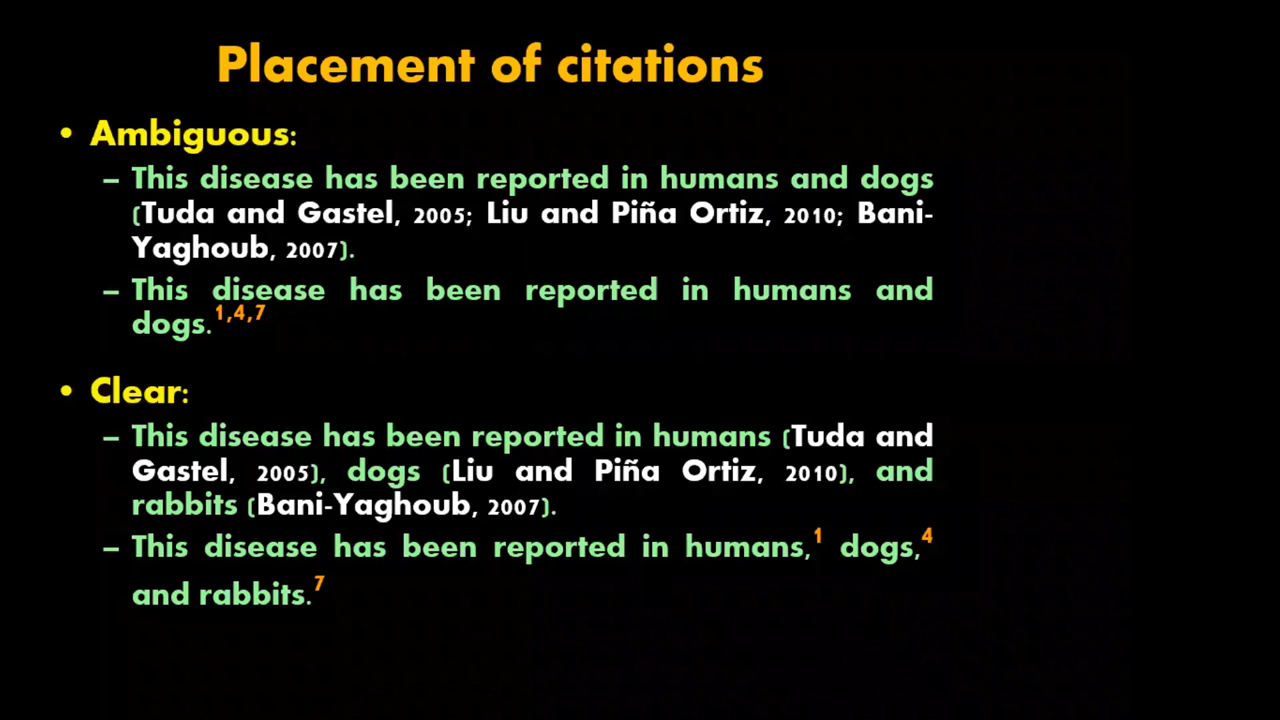 Placement of citations
• Ambiguous:
– This disease has been reported in humans and dogs
(Tuda and Gastel, 2005; Liu and Piña Ortiz, 2010; Bani-
Yaghoub, 2007).
– This disease has been reported in humans and
dogs.1,4,7
• Clear:
– This disease has been reported in humans (Tuda and
Gastel, 2005), dogs (Liu and Piña Ortiz, 2010), and
rabbits (Bani-Yaghoub, 2007).
– This disease has been reported in humans,1 dogs,4
and rabbits.7